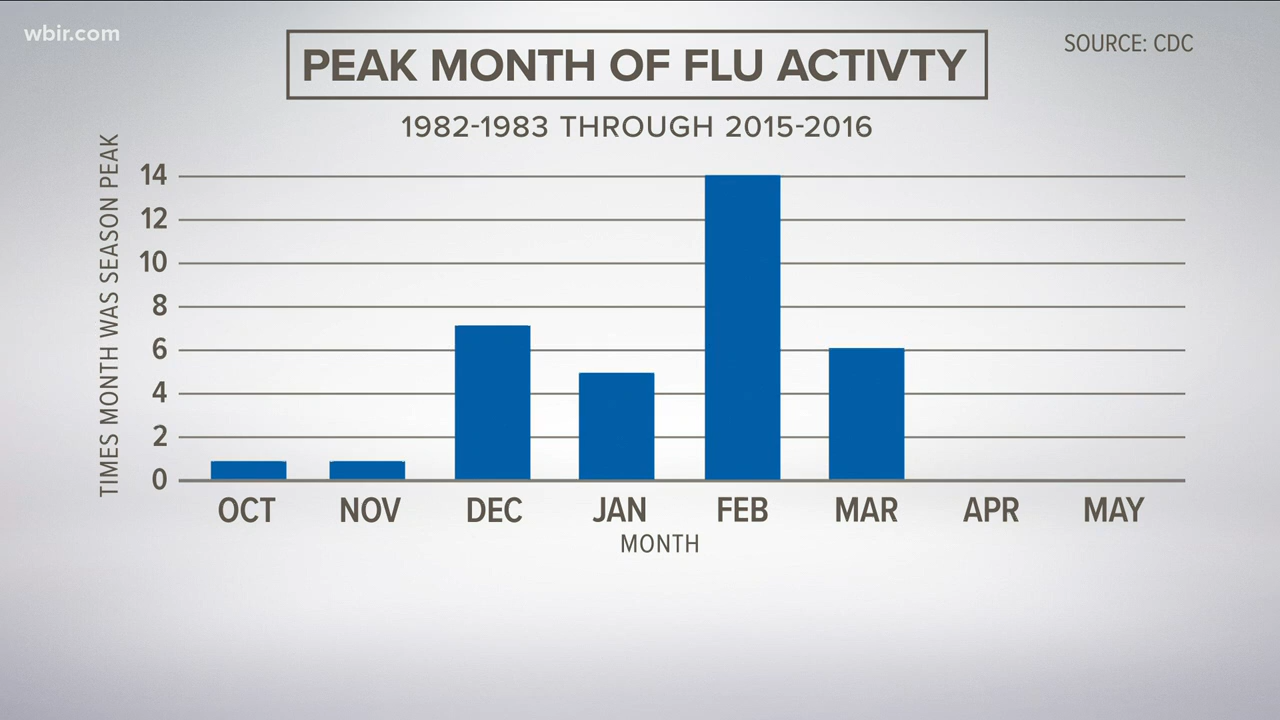 wbir.com
PEAK MONTH OF FLU ACTIVTY
SOURCE: CDC
1982-1983 THROUGH 2015-2016
TIMES MONTH WAS SEASON PEAK
14
12
10
8
6
4
2
0
OCT NOV DEC JAN FEB MAR APR MAY
MONTH